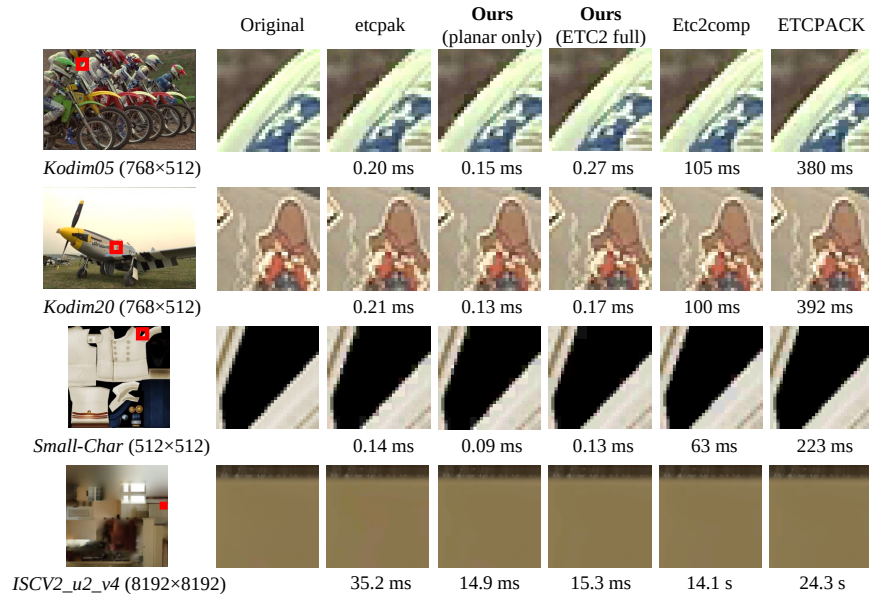 Original etcpak Ours (planar only) Ours (ETC2 full) Etc2comp ETCPACK
Kodim05 (768×512) 0.20 ms 0.15 ms 0.27 ms 105 ms 380 ms
Kodim20 (768×512) 0.21 ms 0.13 ms 0.17 ms 100 ms 392 ms
Small-Char (512×512) 0.14 ms 0.09 ms 0.13 ms 63 ms 223 ms
ISCV2_u2_v4 (8192×8192) 35.2 ms 14.9 ms 15.3 ms 14.1 s 24.3 s